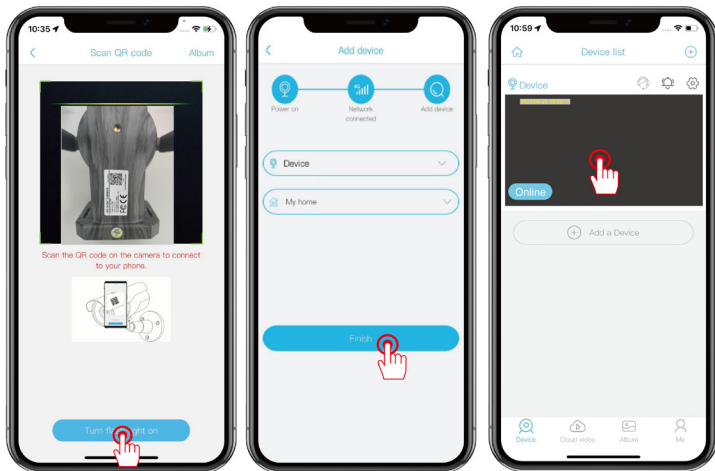 10:35
Scan QR code
Album
Scan the QR code on the camera to connect
to your phone.
Turn flashlight on
Add device
Power on
Network
connected
Add device
Device
My home
Finish
10:59
Device list
Device
Online
Add a Device
Device
Cloud video
Album
Me